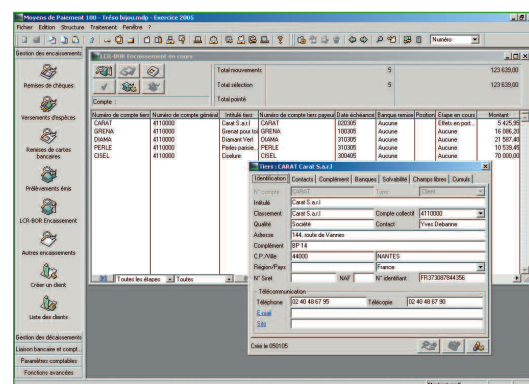 Moyens de Paiement 100 - Tréso bijou.mdp - Exercice 2005
Fichier Edition Structure Traitement Fenêtre ?
Numéro
Gestion des encaissements
Remises de chèques
Versements d'espèces
Remises de cartes bancaires
Prélèvements émis
LCR-BOR Encaissement
Autres encaissements
Créer un client
Liste des clients
Gestion des décaissements
Liaison bancaire et compt...
Paramètres comptables
Fonctions avancées
LCR-BOR Encaissement en cours
Total mouvements 5 123 639,00
Total sélection 5 123 639,00
Compte : Total pointé
Numéro de compte tiers Numéro de compte général Intitulé tiers Numéro de compte tiers payeur Date échéance Banque remise Position Etape en cours Montant
CARAT 4110000 Carat S.a.r.l CARAT 020305 Aucune Effets en port... 5 425,95
GRENA 4110000 Grenat pour toi GRENA 100305 Aucune Aucune 16 086,20
DIAMA 4110000 Diamant Vert DIAMA 310305 Aucune Aucune 21 587,40
PERLE 4110000 Perles parisie... PERLE 310305 Aucune Aucune 10 539,45
CISEL 4110000 Ciselure CISEL 300405 Aucune Aucune 70 000,00
Toutes les étapes Toutes
Tiers : CARAT Carat S.a.r.l
Identification Contacts Complément Banques Solvabilité Champs libres Cumuls
N° compte CARAT Type Client
Intitulé Carat S.a.r.l
Classement Carat S.a.r.l Compte collectif 4110000
Qualité Société Contact Yves Debanne
Adresse 144, route de Vannes
Complément BP 14
C.P./Ville 44000 NANTES
Région/Pays France
N° Siret NAF N° identifiant FR373087844356
Télécommunication
Téléphone 02 40 48 67 95 Télécopie 02 40 48 67 90
E-mail
Site
Créé le 050105